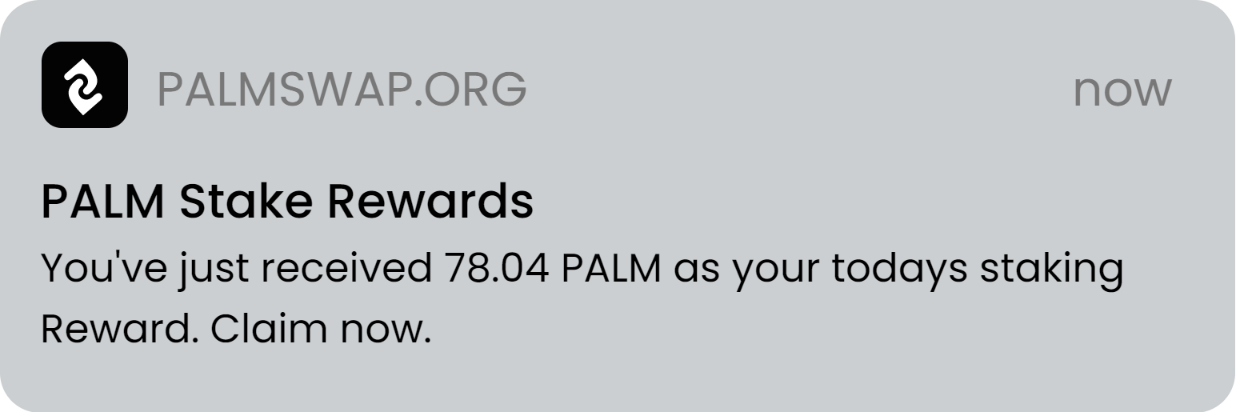 PALMSWAP.ORG now
PALM Stake Rewards
You've just received 78.04 PALM as your todays staking
Reward. Claim now.